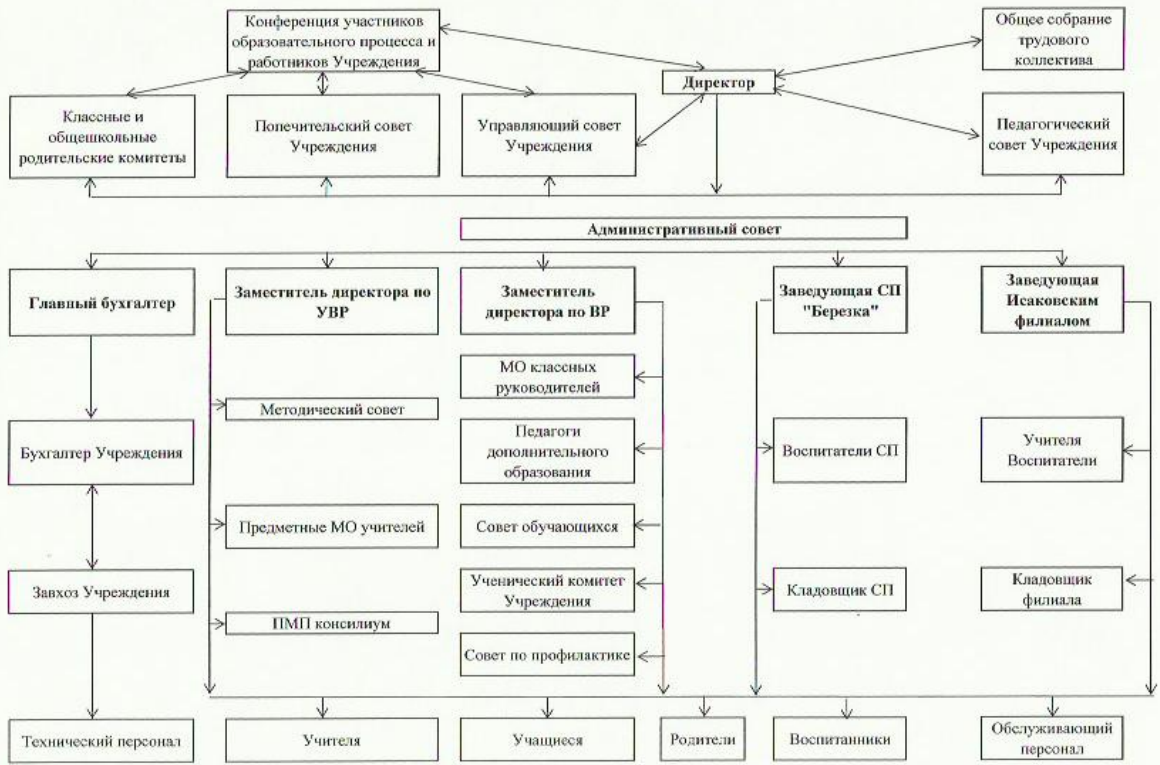 Конференция участников
образовательного процесса и
работников Учреждения
Общее собрание
трудового
коллектива
Директор
Классные и
общешкольные
родительские комитеты
Попечительский совет
Учреждения
Управляющий совет
Учреждения
Педагогический
совет Учреждения
Административный совет
Главный бухгалтер
Заместитель директора по
УВР
Заместитель
директора по ВР
Заведующая СП
"Березка"
Заведующая
Исаковским
филиалом
МО классных
руководителей
Методический совет
Бухгалтер Учреждения
Педагоги
дополнительного
образования
Воспитатели СП
Учителя
Воспитатели
Предметные МО учителей
Совет обучающихся
Завхоз Учреждения
Ученический комитет
Учреждения
Кладовщик СП
Кладовщик
филиала
ПМП консилиум
Совет по профилактике
Технический персонал
Учителя
Учащиеся
Родители
Воспитанники
Обслуживающий
персонал